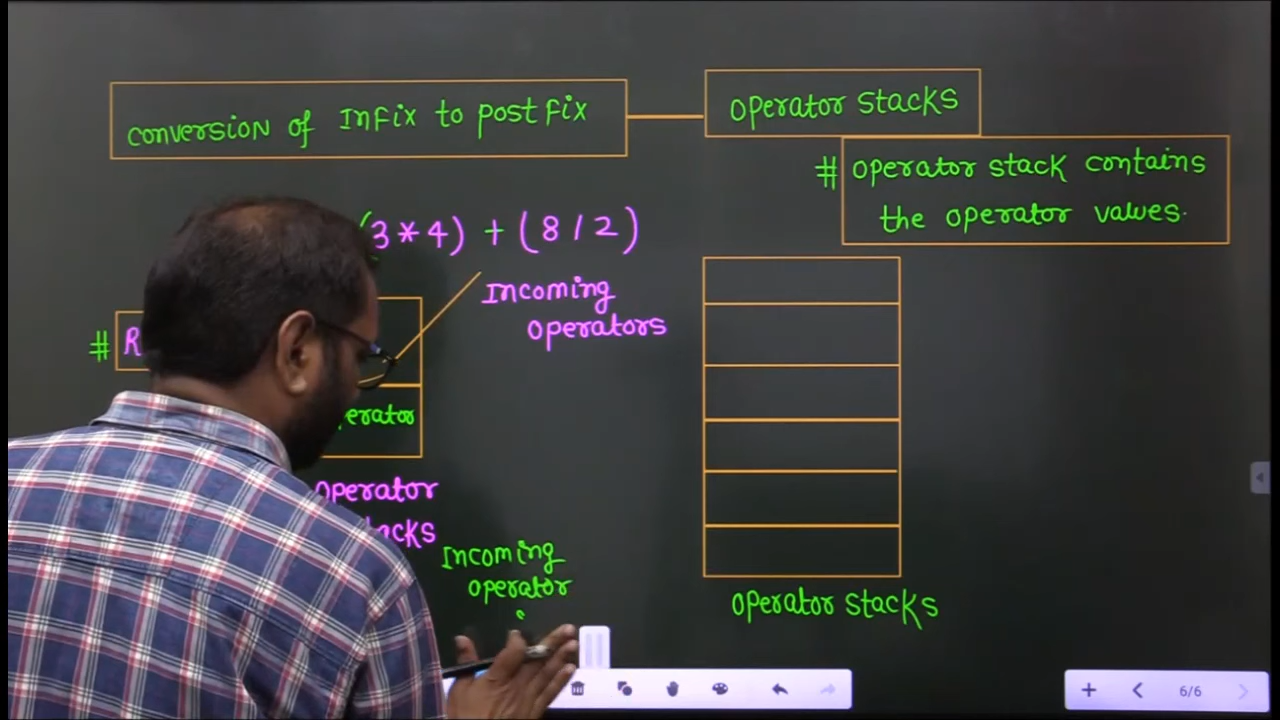 conversion of Infix to postfix
operator stacks
# operator stack contains
the operator values.
(3*4) + (8/2)
Incoming
operators
#
operator
stacks
Incoming
operator
operator stacks
6/6